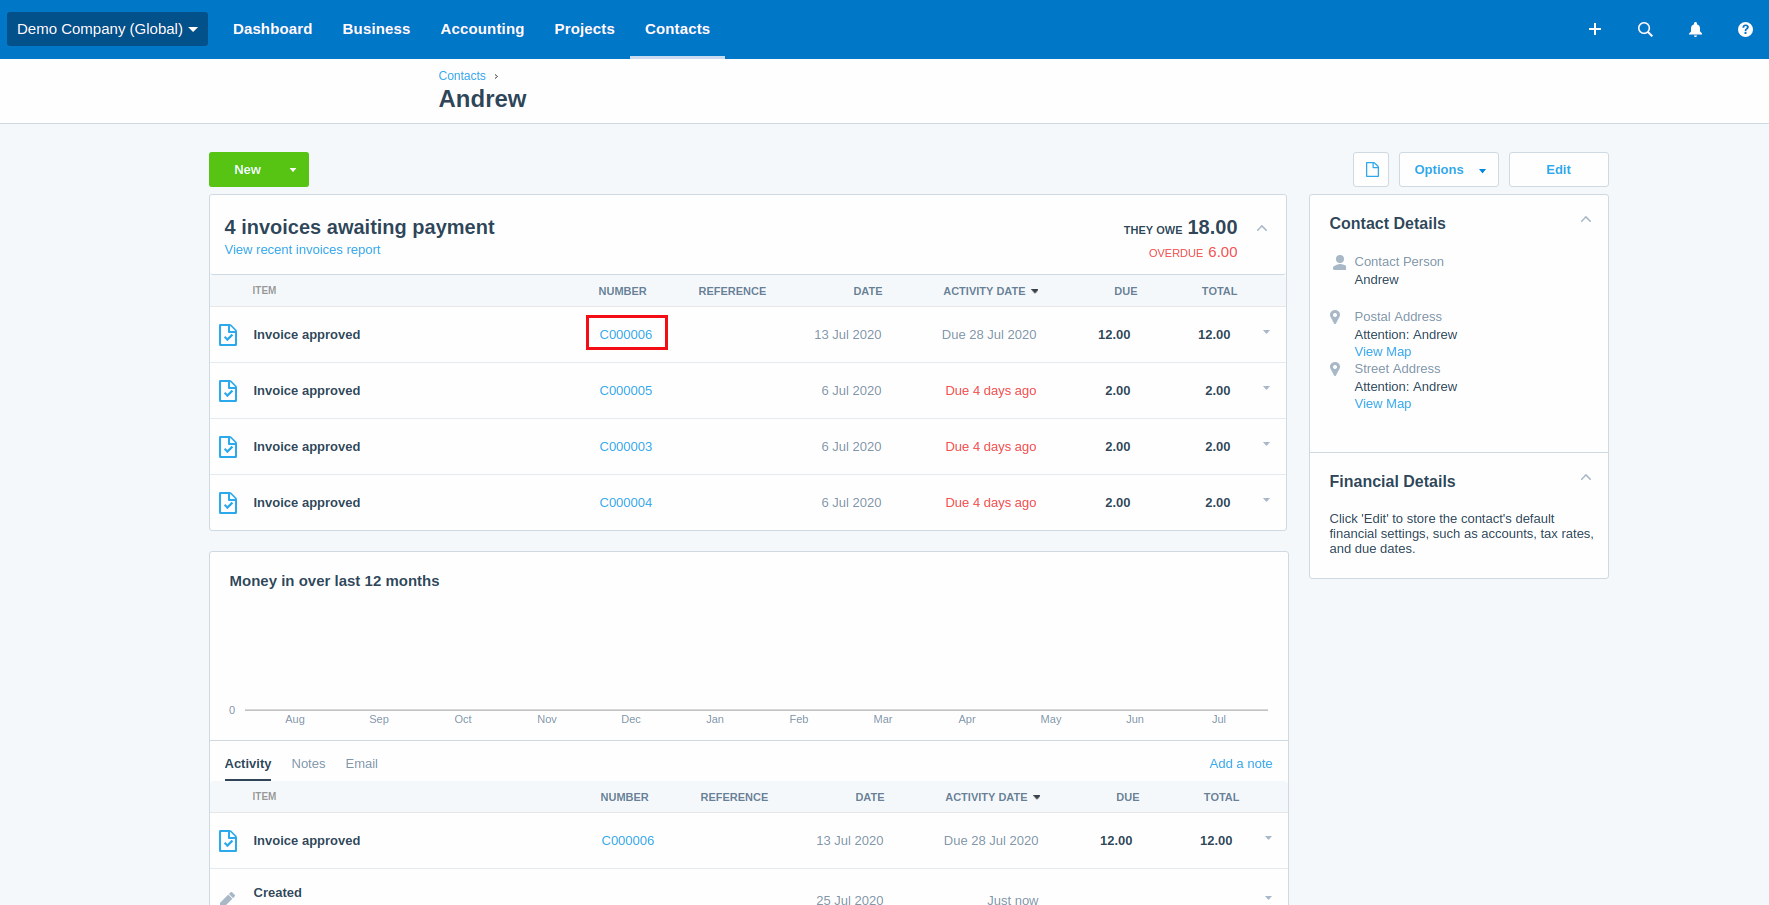 Demo Company (Global) Dashboard Business Accounting Projects Contacts
Contacts ›
Andrew
New Options Edit
4 invoices awaiting payment THEY OWE 18.00
View recent invoices report OVERDUE 6.00
ITEM NUMBER REFERENCE DATE ACTIVITY DATE DUE TOTAL
Invoice approved C000006 13 Jul 2020 Due 28 Jul 2020 12.00 12.00
Invoice approved C000005 6 Jul 2020 Due 4 days ago 2.00 2.00
Invoice approved C000003 6 Jul 2020 Due 4 days ago 2.00 2.00
Invoice approved C000004 6 Jul 2020 Due 4 days ago 2.00 2.00
Contact Details
Contact Person
Andrew
Postal Address
Attention: Andrew
View Map
Street Address
Attention: Andrew
View Map
Financial Details
Click 'Edit' to store the contact's default
financial settings, such as accounts, tax rates,
and due dates.
Money in over last 12 months
0
Aug Sep Oct Nov Dec Jan Feb Mar Apr May Jun Jul
Activity Notes Email Add a note
ITEM NUMBER REFERENCE DATE ACTIVITY DATE DUE TOTAL
Invoice approved C000006 13 Jul 2020 Due 28 Jul 2020 12.00 12.00
Created
25 Jul 2020 Just now